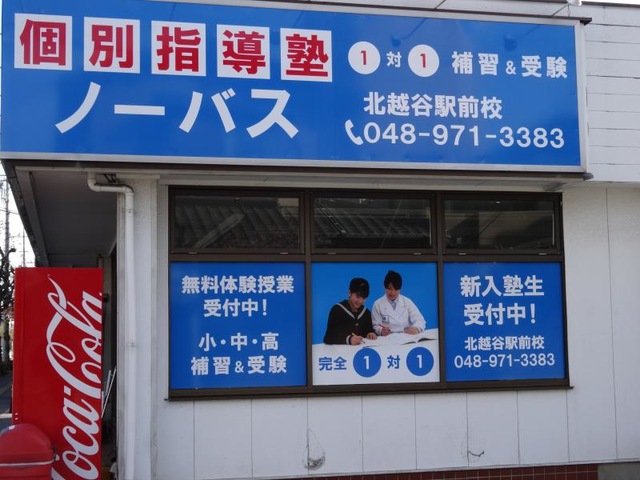 個別指導塾
ノーバス
1対1 補習&受験
北越谷駅前校
048-971-3383
無料体験授業
受付中!
小・中・高
補習&受験
完全1対1
新入塾生
受付中!
北越谷駅前校
048-971-3383
Coca-Cola